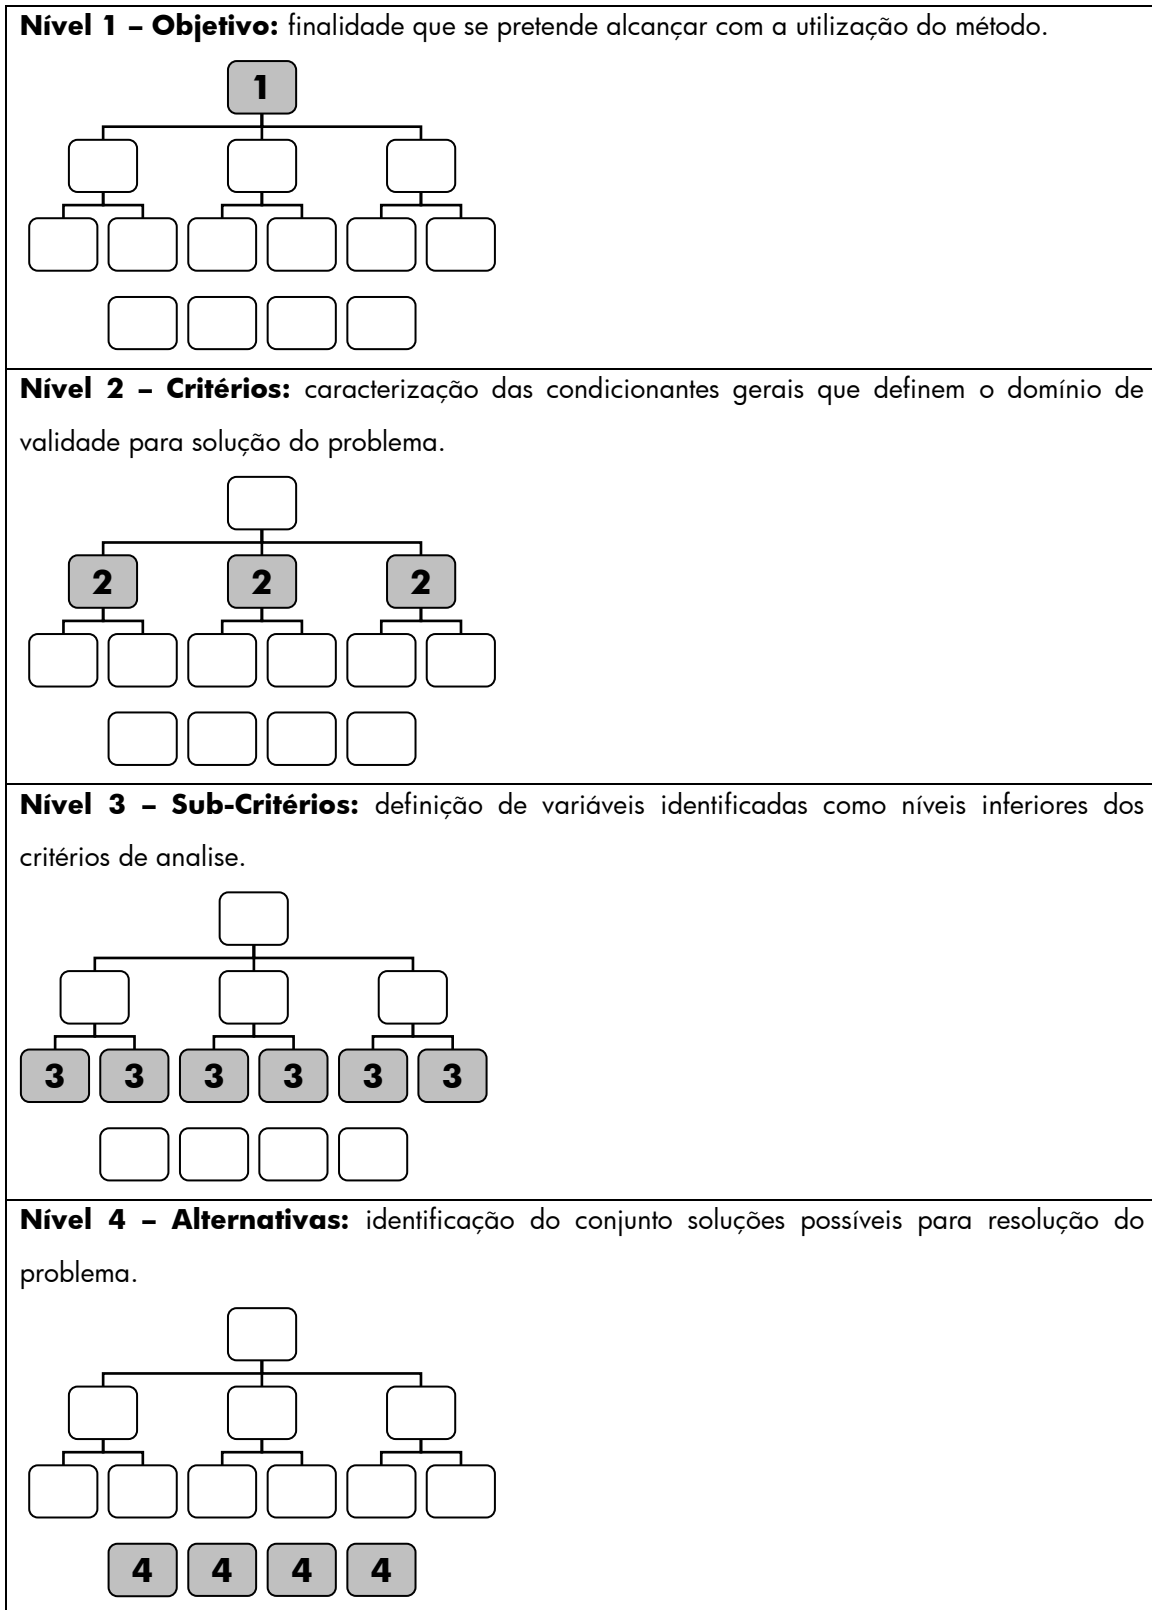 Nível 1 – Objetivo: finalidade que se pretende alcançar com a utilização do método.
1
Nível 2 – Critérios: caracterização das condicionantes gerais que definem o domínio de
validade para solução do problema.
2 2 2
Nível 3 – Sub-Critérios: definição de variáveis identificadas como níveis inferiores dos
critérios de analise.
3 3 3 3 3 3
Nível 4 – Alternativas: identificação do conjunto soluções possíveis para resolução do
problema.
4 4 4 4